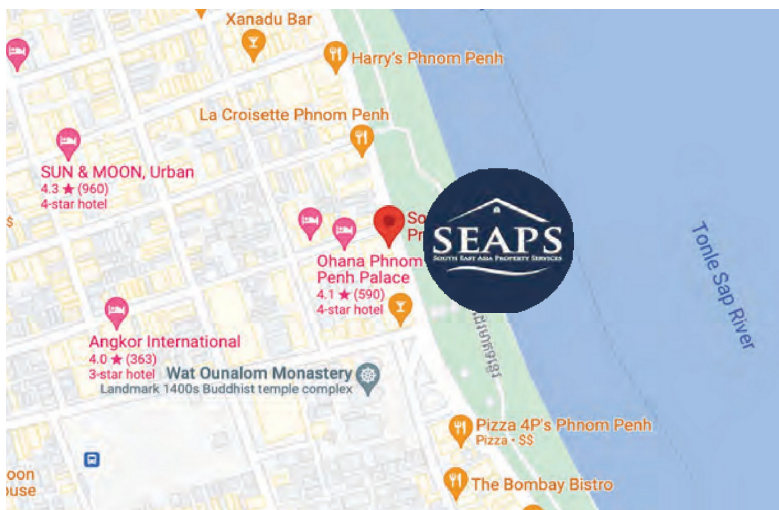 Xanadu Bar
Harry's Phnom Penh
La Croisette Phnom Penh
SUN & MOON, Urban
4.3 ★ (960)
4-star hotel
$
So
Pr
SEAPS
SOUTH EAST ASIA PROPERTY SERVICES
Ohana Phnom
Penh Palace
4.1 ★ (590)
4-star hotel
Tonle Sap River
Angkor International
4.0 ★ (363)
3-star hotel
Wat Ounalom Monastery
Landmark 1400s Buddhist temple complex
Pizza 4P's Phnom Penh
Pizza · $$
The Bombay Bistro
oon
ouse